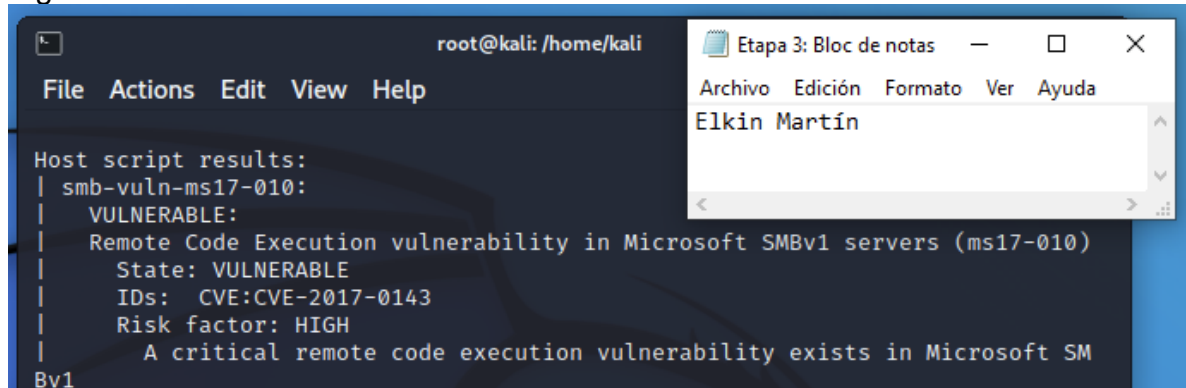 root@kali: /home/kali
File Actions Edit View Help
Host script results:
| smb-vuln-ms17-010:
|   VULNERABLE:
|   Remote Code Execution vulnerability in Microsoft SMBv1 servers (ms17-010)
|     State: VULNERABLE
|     IDs:  CVE:CVE-2017-0143
|     Risk factor: HIGH
|       A critical remote code execution vulnerability exists in Microsoft SM
Bv1
Etapa 3: Bloc de notas
Archivo Edición Formato Ver Ayuda
Elkin Martín